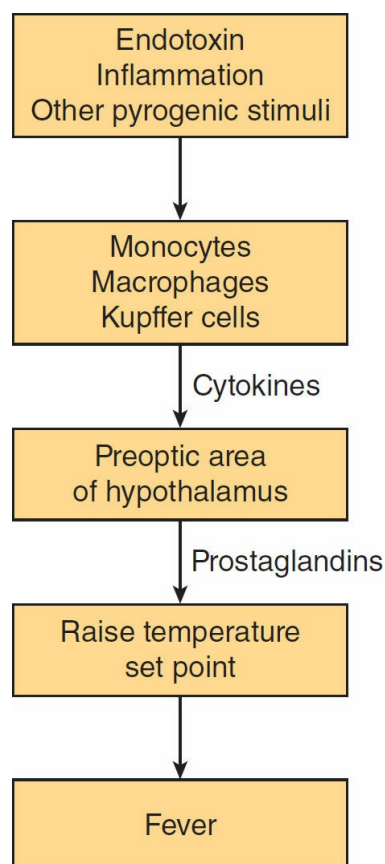 Endotoxin
Inflammation
Other pyrogenic stimuli
Monocytes
Macrophages
Kupffer cells
Cytokines
Preoptic area
of hypothalamus
Prostaglandins
Raise temperature
set point
Fever